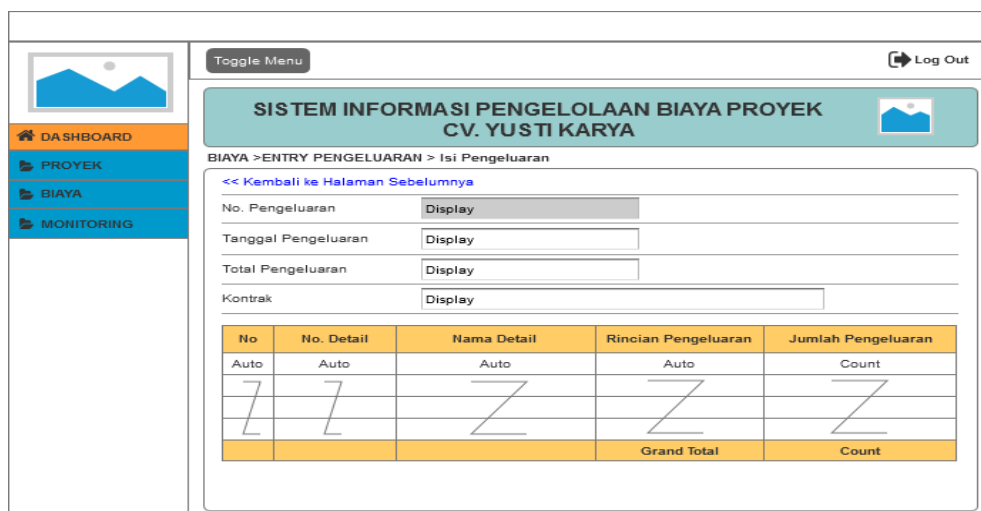 Toggle Menu
Log Out
SISTEM INFORMASI PENGELOLAAN BIAYA PROYEK
CV. YUSTI KARYA
DASHBOARD
PROYEK
BIAYA
MONITORING
BIAYA >ENTRY PENGELUARAN > Isi Pengeluaran
<< Kembali ke Halaman Sebelumnya
No. Pengeluaran Display
Tanggal Pengeluaran Display
Total Pengeluaran Display
Kontrak Display
No No. Detail Nama Detail Rincian Pengeluaran Jumlah Pengeluaran
Auto Auto Auto Auto Count
Grand Total Count